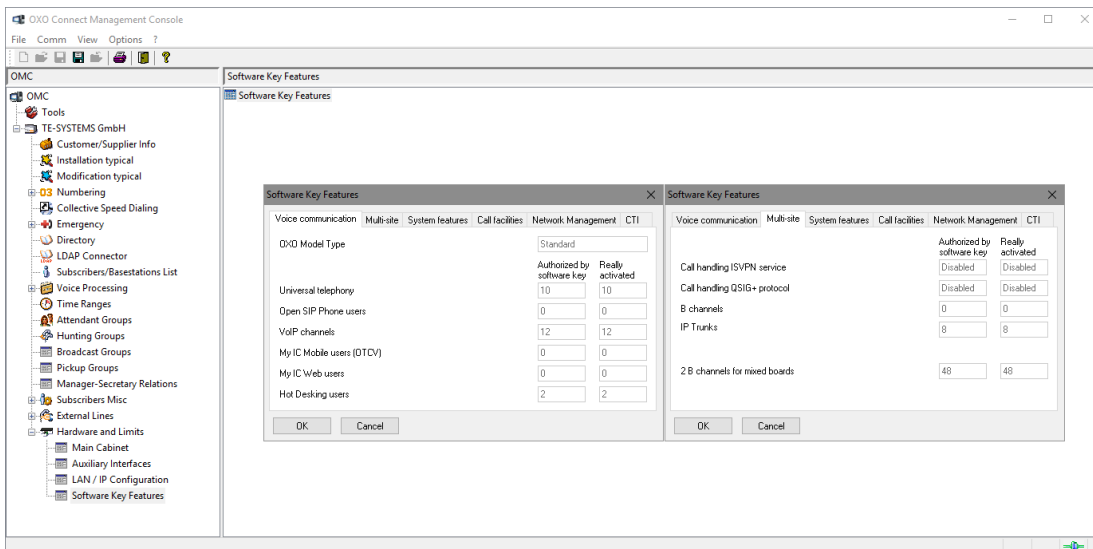 OXO Connect Management Console
File Comm View Options ?
OMC
Software Key Features
OMC
Tools
TE-SYSTEMS GmbH
Customer/Supplier Info
Installation typical
Modification typical
Numbering
Collective Speed Dialing
Emergency
Directory
LDAP Connector
Subscribers/Basestations List
Voice Processing
Time Ranges
Attendant Groups
Hunting Groups
Broadcast Groups
Pickup Groups
Manager-Secretary Relations
Subscribers Misc
External Lines
Hardware and Limits
Main Cabinet
Auxiliary Interfaces
LAN / IP Configuration
Software Key Features
Software Key Features
Software Key Features
Voice communication Multi-site System features Call facilities Network Management CTI
OXO Model Type Standard
Authorized by Really
software key activated
Universal telephony 10 10
Open SIP Phone users 0 0
VoIP channels 12 12
My IC Mobile users (OTCV) 0 0
My IC Web users 0 0
Hot Desking users 2 2
OK Cancel
Software Key Features
Voice communication Multi-site System features Call facilities Network Management CTI
Authorized by Really
software key activated
Call handling ISVPN service Disabled Disabled
Call handling QSIG+ protocol Disabled Disabled
B channels 0 0
IP Trunks 8 8
2 B channels for mixed boards 48 48
OK Cancel